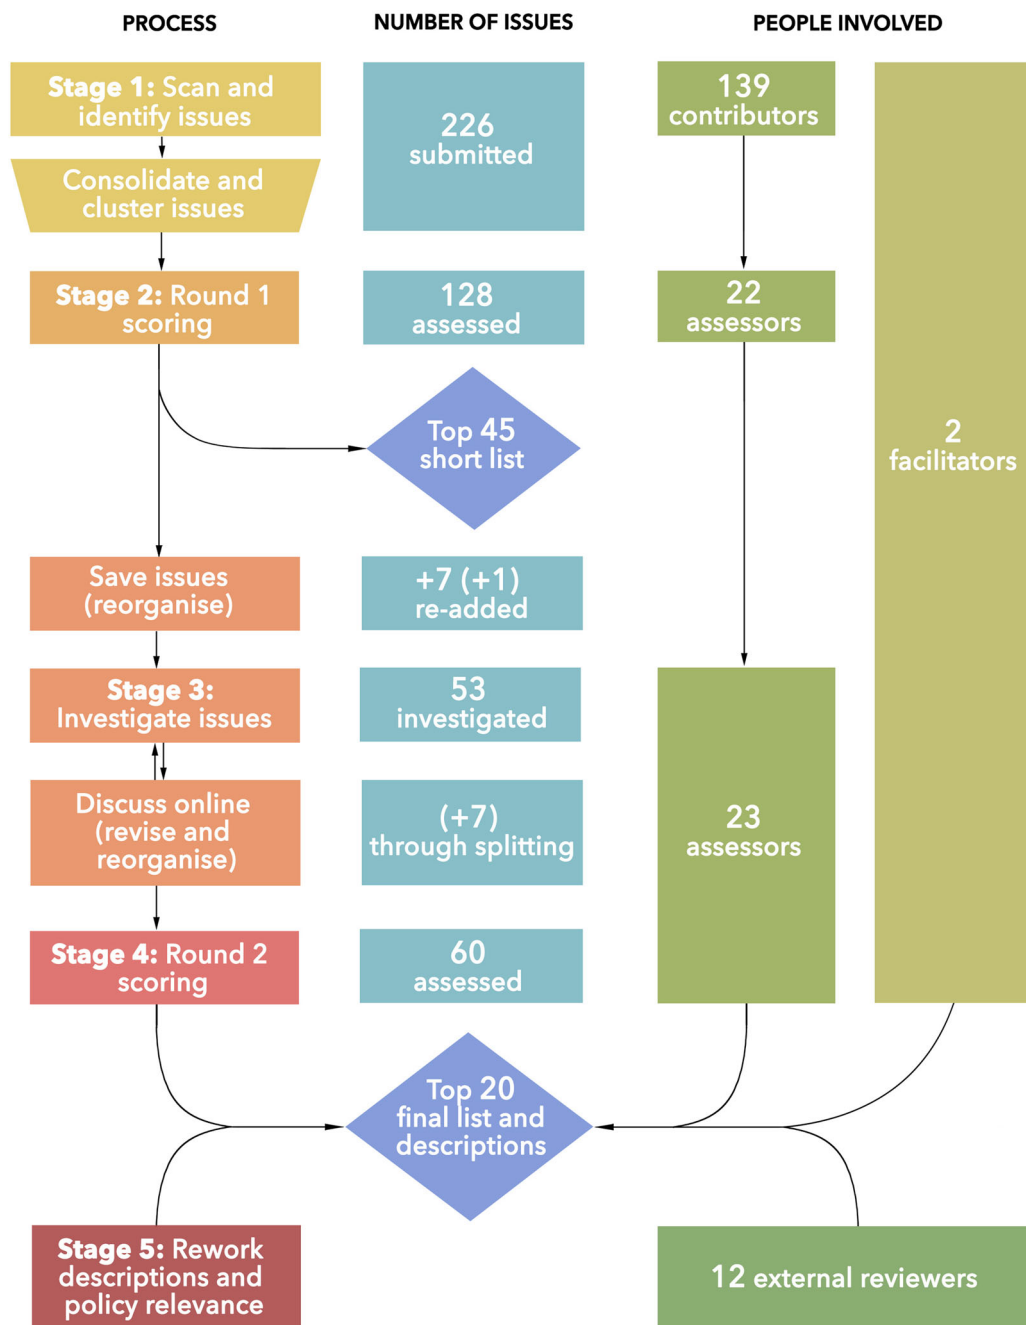 PROCESS
NUMBER OF ISSUES
PEOPLE INVOLVED
Stage 1: Scan and
identify issues
226
submitted
139
contributors
Consolidate and
cluster issues
Stage 2: Round 1
scoring
128
assessed
22
assessors
Top 45
short list
2
facilitators
Save issues
(reorganise)
+7 (+1)
re-added
Stage 3:
Investigate issues
53
investigated
Discuss online
(revise and
reorganise)
(+7)
through splitting
23
assessors
Stage 4: Round 2
scoring
60
assessed
Top 20
final list and
descriptions
Stage 5: Rework
descriptions and
policy relevance
12 external reviewers